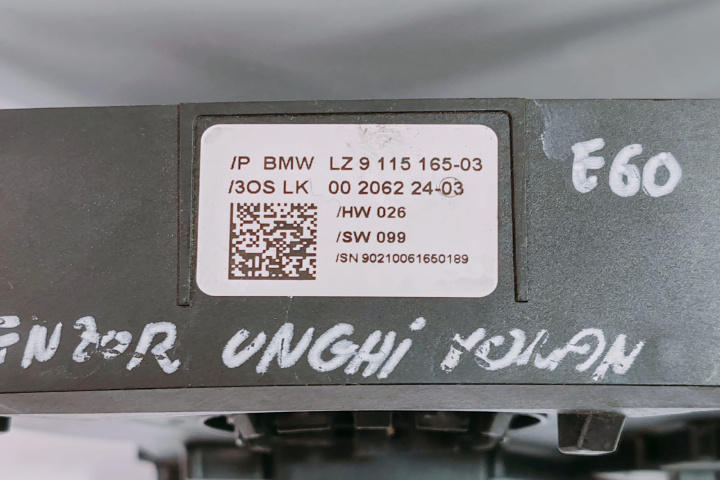 /P BMW LZ 9 115 165-03
/3OS LK 00 2062 24-03
/HW 026
/SW 099
/SN 90210061650189
E60
ENZOR UNGHI VOLAN